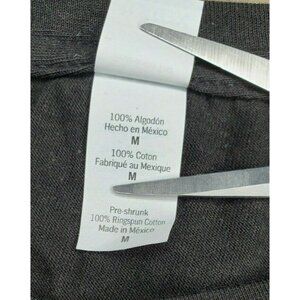 100% Algodón
Hecho en México
M
100% Coton
Fabriqué au Mexique
M
Pre-shrunk
100% Ringspun Cotton
Made in México
M